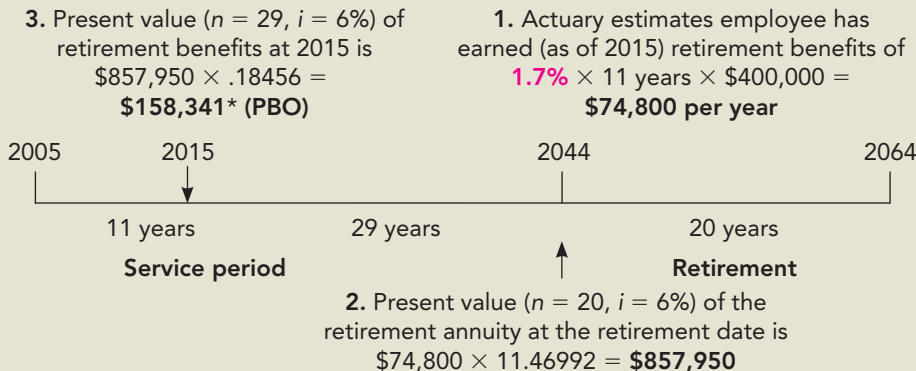 3. Present value (n = 29, i = 6%) of
retirement benefits at 2015 is
$857,950 × .18456 =
$158,341* (PBO)
1. Actuary estimates employee has
earned (as of 2015) retirement benefits of
1.7% × 11 years × $400,000 =
$74,800 per year
2005 2015 2044 2064
11 years 29 years 20 years
Service period Retirement
2. Present value (n = 20, i = 6%) of the
retirement annuity at the retirement date is
$74,800 × 11.46992 = $857,950